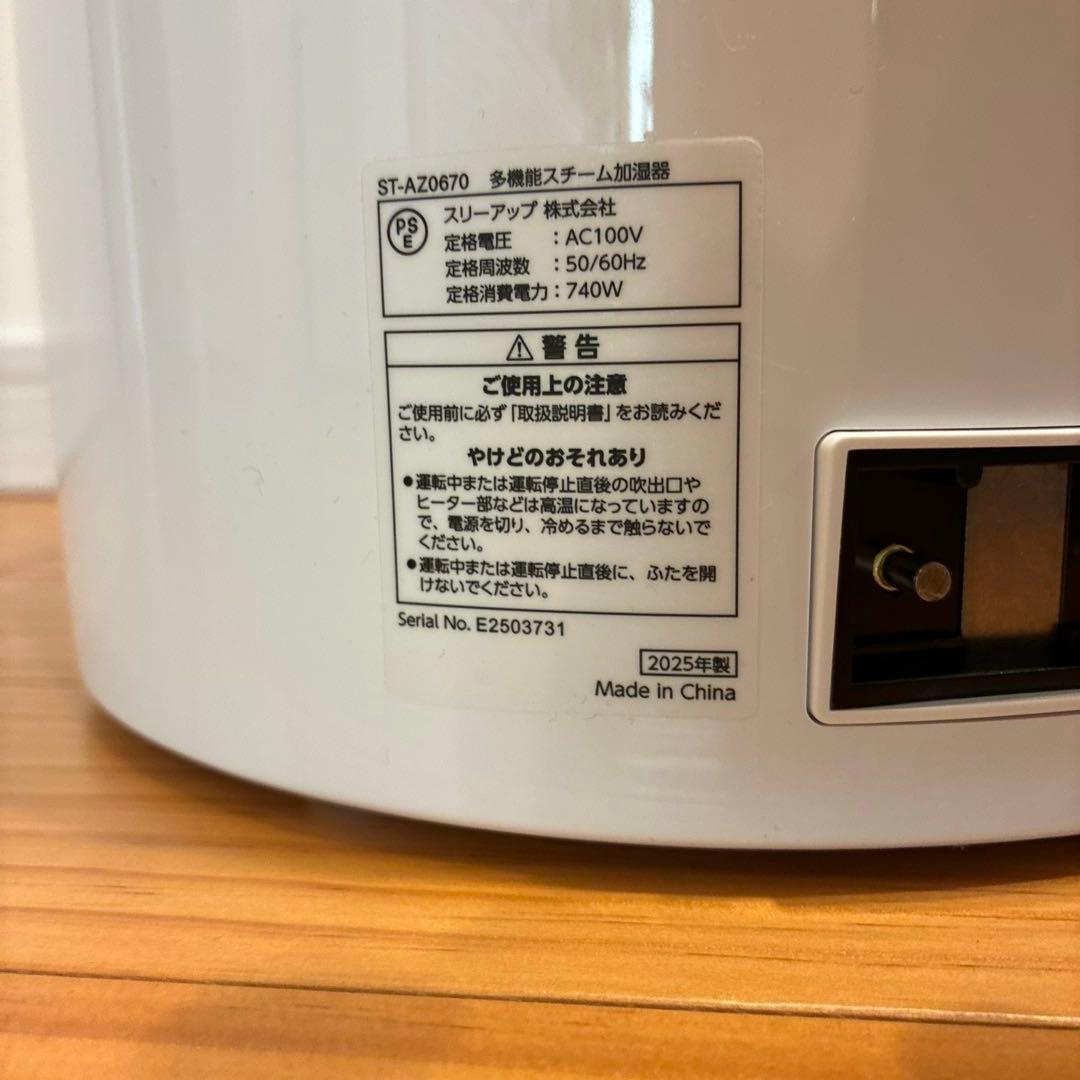 ST-AZ0670 多機能スチーム加湿器
PS
E
スリーアップ 株式会社
定格電圧 : AC100V
定格周波数 : 50/60Hz
定格消費電力 : 740W
⚠ 警告
ご使用上の注意
ご使用前に必ず「取扱説明書」をお読みくだ
さい。
やけどのおそれあり
●運転中または運転停止直後の吹出口や
ヒーター部などは高温になっていますの
で、電源を切り、冷めるまで触らないで
ください。
●運転中または運転停止直後に、ふたを開
けないでください。
Serial No. E2503731
2025年製
Made in China